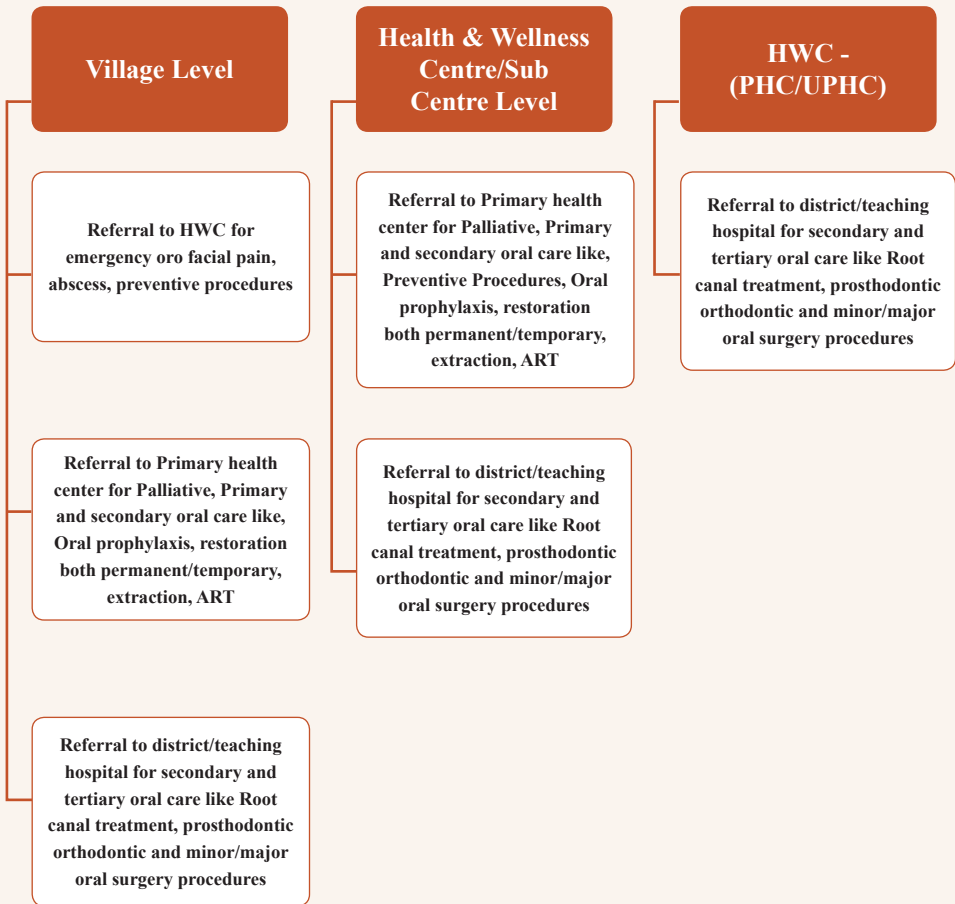 Village Level
Referral to HWC for
emergency oro facial pain,
abscess, preventive procedures
Referral to Primary health
center for Palliative, Primary
and secondary oral care like,
Oral prophylaxis, restoration
both permanent/temporary,
extraction, ART
Referral to district/teaching
hospital for secondary and
tertiary oral care like Root
canal treatment, prosthodontic
orthodontic and minor/major
oral surgery procedures
Health & Wellness
Centre/Sub
Centre Level
Referral to Primary health
center for Palliative, Primary
and secondary oral care like,
Preventive Procedures, Oral
prophylaxis, restoration
both permanent/temporary,
extraction, ART
Referral to district/teaching
hospital for secondary and
tertiary oral care like Root
canal treatment, prosthodontic
orthodontic and minor/major
oral surgery procedures
HWC -
(PHC/UPHC)
Referral to district/teaching
hospital for secondary and
tertiary oral care like Root
canal treatment, prosthodontic
orthodontic and minor/major
oral surgery procedures